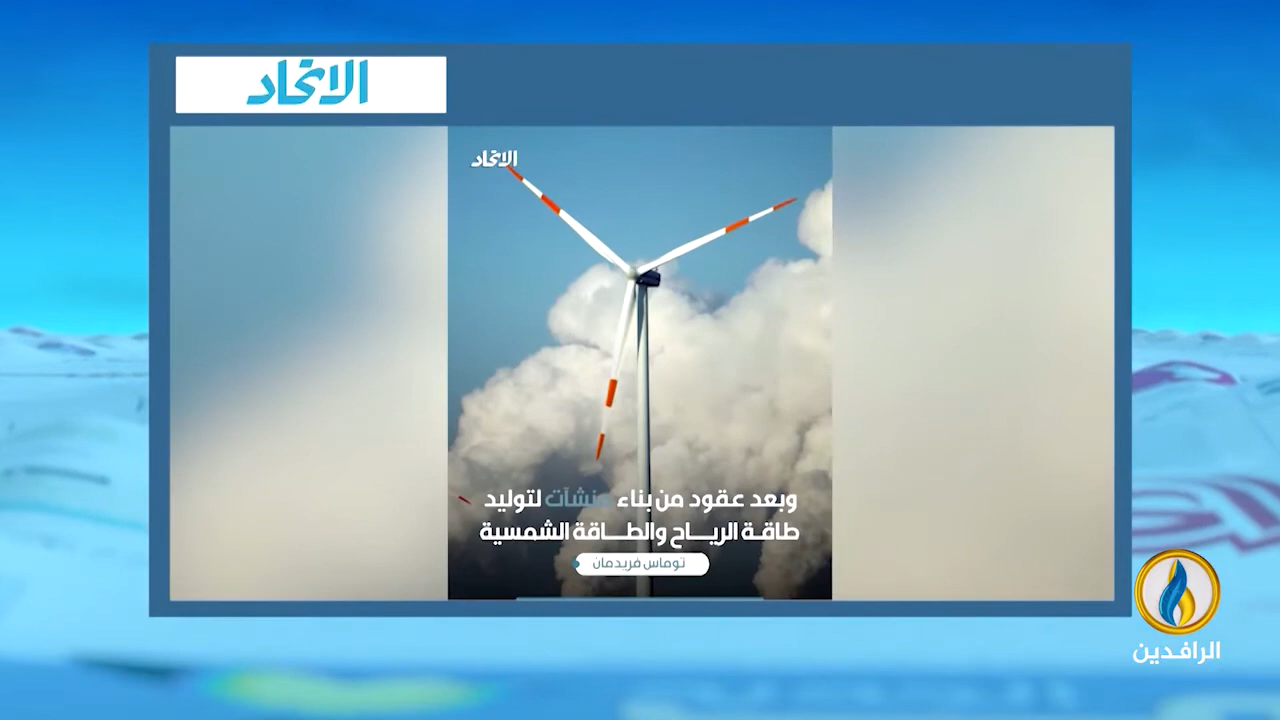 الاتحاد
الاتحاد
وبعد عقود من بناء منشآت لتوليد
طاقة الرياح والطاقة الشمسية
توماس فريدمان
الرافدين